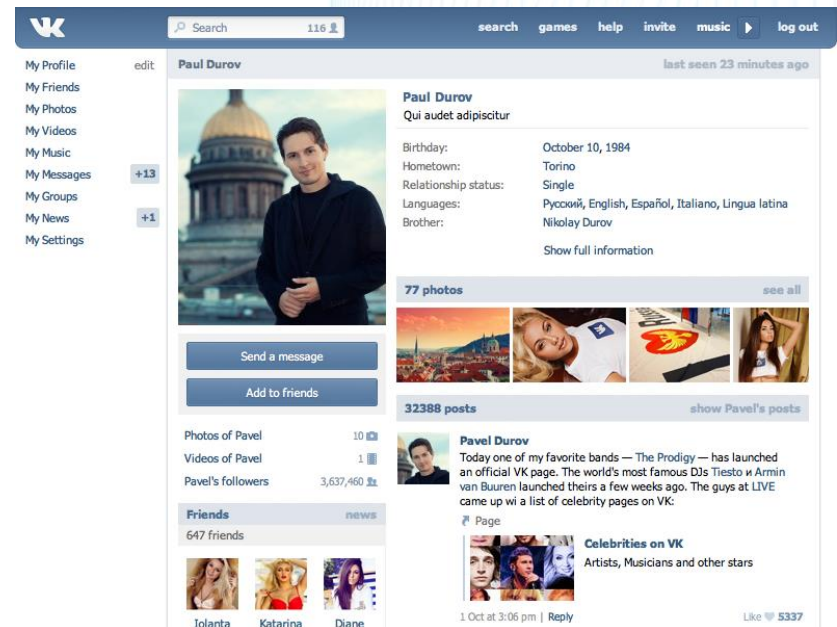 Search 116
search games help invite music log out
My Profile edit
My Friends
My Photos
My Videos
My Music
My Messages +13
My Groups
My News +1
My Settings
Paul Durov last seen 23 minutes ago
Paul Durov
Qui audet adipiscitur
Birthday: October 10, 1984
Hometown: Torino
Relationship status: Single
Languages: Русский, English, Español, Italiano, Lingua latina
Brother: Nikolay Durov
Show full information
77 photos see all
Send a message
Add to friends
Photos of Pavel 10
Videos of Pavel 1
Pavel's followers 3,637,460
Friends news
647 friends
Iolanta Katarina Diane
32388 posts show Pavel's posts
Pavel Durov
Today one of my favorite bands — The Prodigy — has launched
an official VK page. The world's most famous DJs Tiesto и Armin
van Buuren launched theirs a few weeks ago. The guys at LIVE
came up wi a list of celebrity pages on VK:
Page
Celebrities on VK
Artists, Musicians and other stars
1 Oct at 3:06 pm | Reply Like 5337